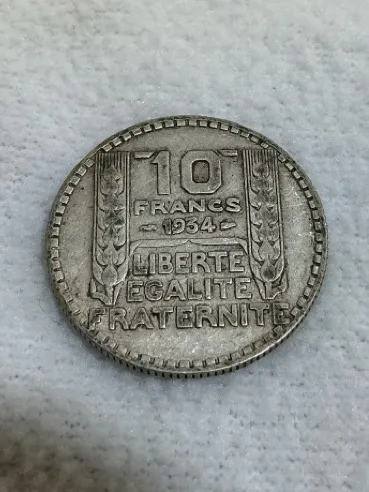 10
FRANCS
- 1934 -
LIBERTE
EGALITE
FRATERNITE